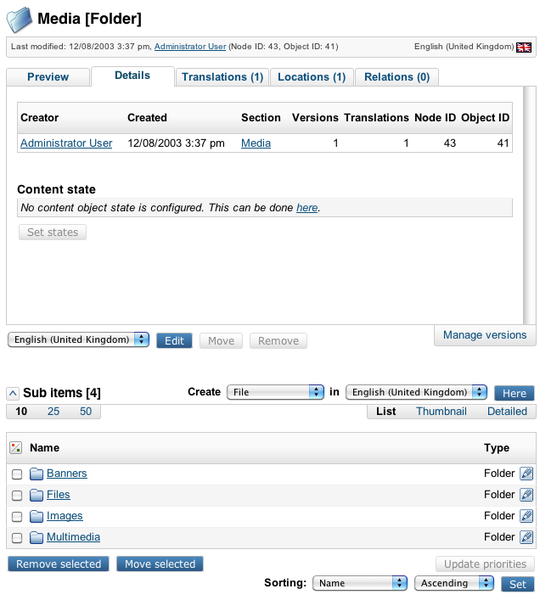 Media [Folder]
Last modified: 12/08/2003 3:37 pm, Administrator User (Node ID: 43, Object ID: 41) English (United Kingdom)
Preview Details Translations (1) Locations (1) Relations (0)
Creator Created Section Versions Translations Node ID Object ID
Administrator User 12/08/2003 3:37 pm Media 1 1 43 41
Content state
No content object state is configured. This can be done here.
Set states
English (United Kingdom) Edit Move Remove Manage versions
Sub items [4] Create File in English (United Kingdom) Here
10 25 50 List Thumbnail Detailed
Name Type
Banners Folder
Files Folder
Images Folder
Multimedia Folder
Remove selected Move selected Update priorities
Sorting: Name Ascending Set